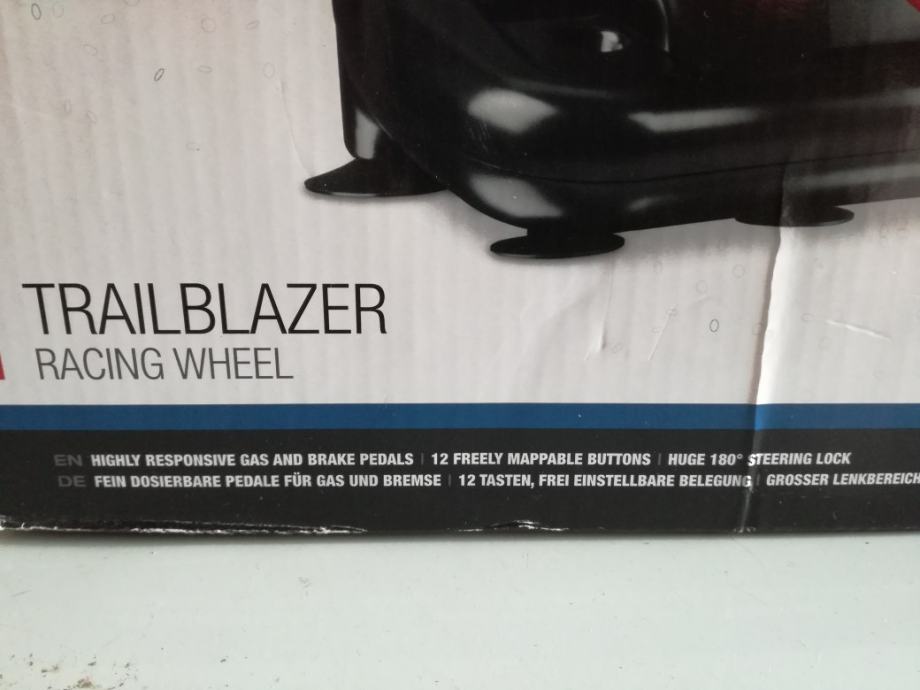 TRAILBLAZER
RACING WHEEL
EN HIGHLY RESPONSIVE GAS AND BRAKE PEDALS | 12 FREELY MAPPABLE BUTTONS | HUGE 180° STEERING LOCK
DE FEIN DOSIERBARE PEDALE FÜR GAS UND BREMSE | 12 TASTEN, FREI EINSTELLBARE BELEGUNG | GROSSER LENKBEREICH